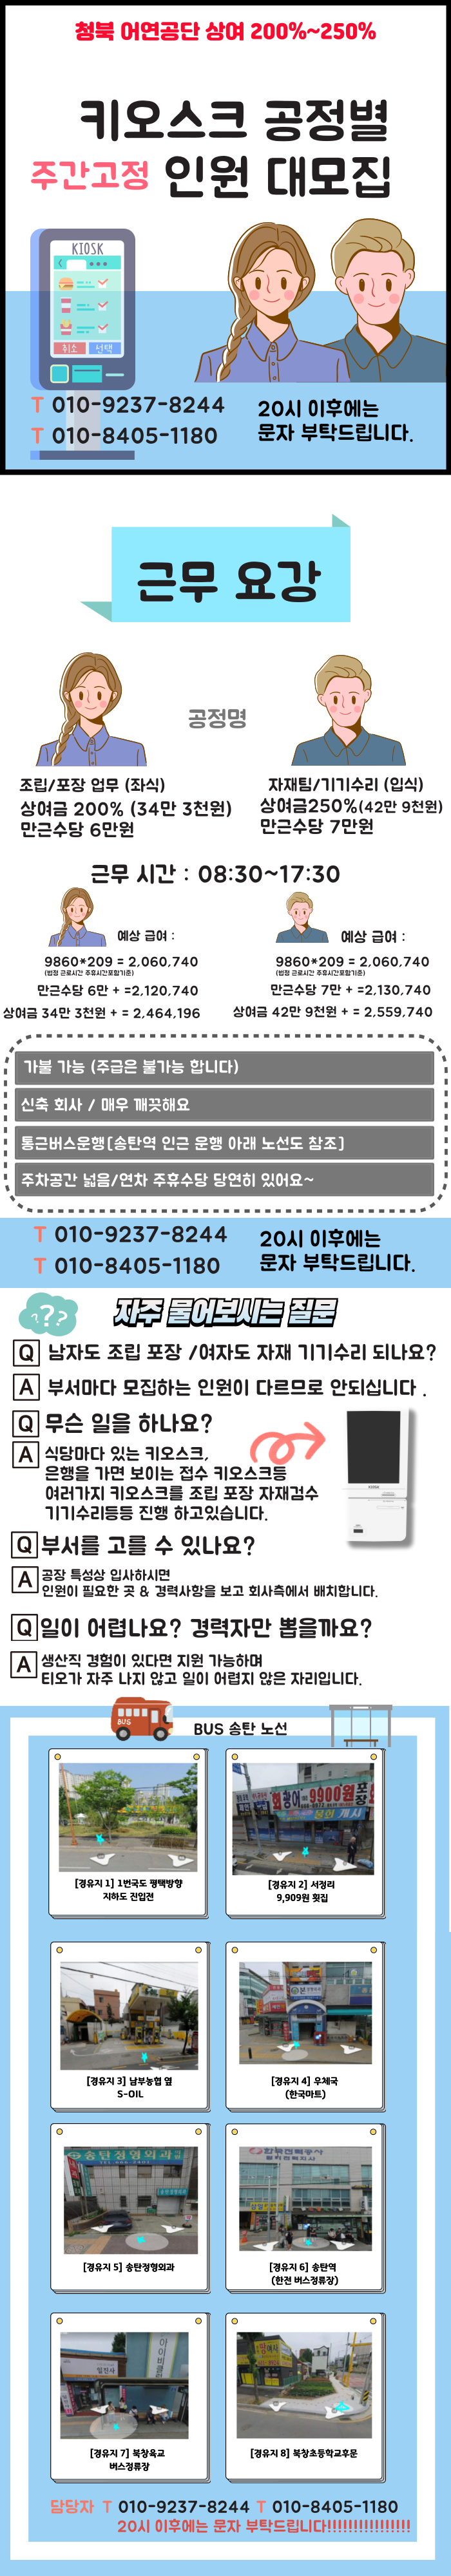 청북 어연공단 상여 200%~250%
키오스크 공정별
주간고정 인원 대모집
KIOSK
취소 선택
T 010-9237-8244
T 010-8405-1180
20시 이후에는
문자 부탁드립니다.
근무 요강
공정명
조립/포장 업무 (좌식)
상여금 200% (34만 3천원)
만근수당 6만원
자재팀/기기수리 (입식)
상여금250%(42만 9천원)
만근수당 7만원
근무 시간 : 08:30~17:30
예상 급여 :
9860*209 = 2,060,740
(법정 근로시간 주휴시간포함기준)
만근수당 6만 + =2,120,740
상여금 34만 3천원 + = 2,464,196
예상 급여 :
9860*209 = 2,060,740
(법정 근로시간 주휴시간포함기준)
만근수당 7만 + =2,130,740
상여금 42만 9천원 + = 2,559,740
가불 가능 (주급은 불가능 합니다)
신축 회사 / 매우 깨끗해요
통근버스운행[송탄역 인근 운행 아래 노선도 참조]
주차공간 넓음/연차 주휴수당 당연히 있어요~
T 010-9237-8244
T 010-8405-1180
20시 이후에는
문자 부탁드립니다.
???
자주 물어보시는 질문
Q 남자도 조립 포장 /여자도 자재 기기수리 되나요?
A 부서마다 모집하는 인원이 다르므로 안되십니다 .
Q 무슨 일을 하나요?
A 식당마다 있는 키오스크,
은행을 가면 보이는 접수 키오스크등
여러가지 키오스크를 조립 포장 자재검수
기기수리등등 진행 하고있습니다.
Q 부서를 고를 수 있나요?
A 공장 특성상 입사하시면
인원이 필요한 곳 & 경력사항을 보고 회사측에서 배치합니다.
Q 일이 어렵나요? 경력자만 뽑을까요?
A 생산직 경험이 있다면 지원 가능하며
티오가 자주 나지 않고 일이 어렵지 않은 자리입니다.
BUS
BUS 송탄 노선
[경유지 1] 1번국도 평택방향
지하도 진입전
회 광어 9900원 포장
물회 개시
[경유지 2] 서정리
9,909원 횟집
[경유지 3] 남부농협 옆
S-OIL
[경유지 4] 우체국
(한국마트)
송탄정형외과
[경유지 5] 송탄정형외과
한국전력공사
[경유지 6] 송탄역
(한전 버스정류장)
[경유지 7] 북창육교
버스정류장
[경유지 8] 북창초등학교후문
담당자 T 010-9237-8244 T 010-8405-1180
20시 이후에는 문자 부탁드립니다!!!!!!!!!!!!!!!!